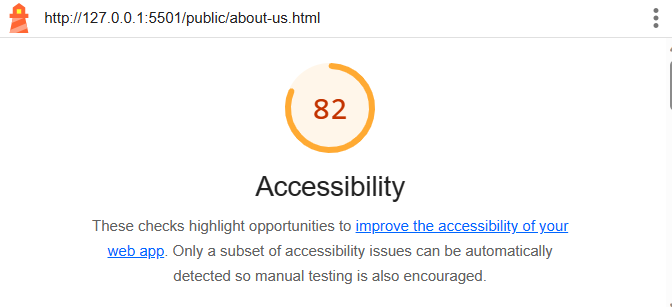 http://127.0.0.1:5501/public/about-us.html
82
Accessibility
These checks highlight opportunities to improve the accessibility of your
web app. Only a subset of accessibility issues can be automatically
detected so manual testing is also encouraged.